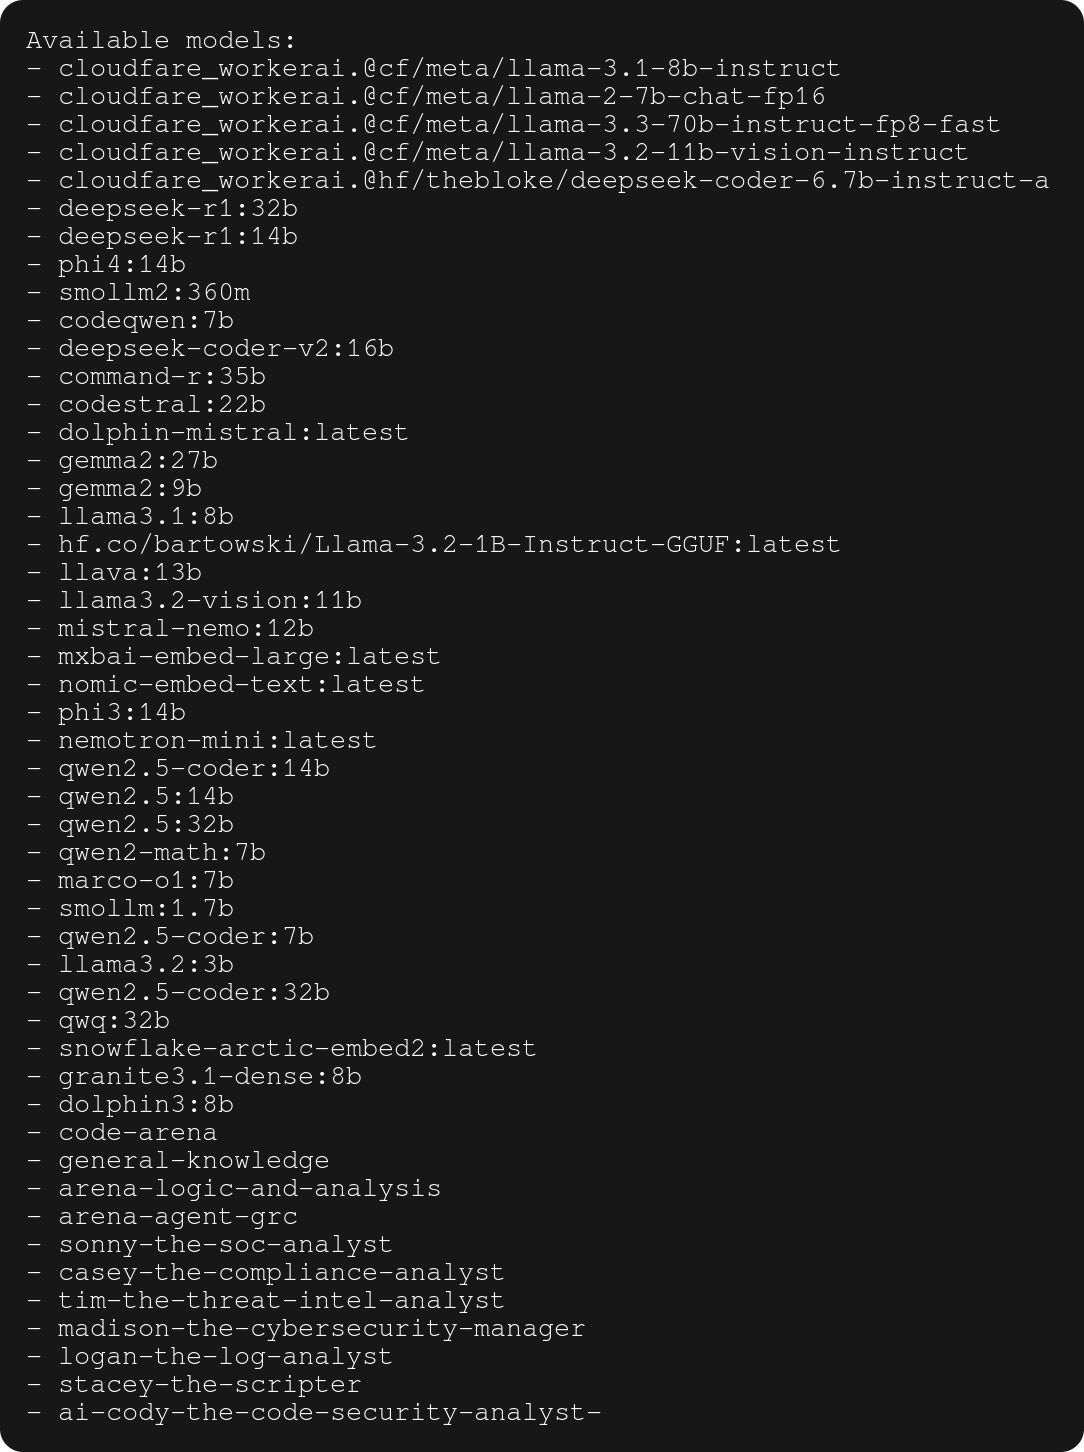 Available models:
- cloudfare_workerai.@cf/meta/llama-3.1-8b-instruct
- cloudfare_workerai.@cf/meta/llama-2-7b-chat-fp16
- cloudfare_workerai.@cf/meta/llama-3.3-70b-instruct-fp8-fast
- cloudfare_workerai.@cf/meta/llama-3.2-11b-vision-instruct
- cloudfare_workerai.@hf/thebloke/deepseek-coder-6.7b-instruct-a
- deepseek-r1:32b
- deepseek-r1:14b
- phi4:14b
- smollm2:360m
- codeqwen:7b
- deepseek-coder-v2:16b
- command-r:35b
- codestral:22b
- dolphin-mistral:latest
- gemma2:27b
- gemma2:9b
- llama3.1:8b
- hf.co/bartowski/Llama-3.2-1B-Instruct-GGUF:latest
- llava:13b
- llama3.2-vision:11b
- mistral-nemo:12b
- mxbai-embed-large:latest
- nomic-embed-text:latest
- phi3:14b
- nemotron-mini:latest
- qwen2.5-coder:14b
- qwen2.5:14b
- qwen2.5:32b
- qwen2-math:7b
- marco-o1:7b
- smollm:1.7b
- qwen2.5-coder:7b
- llama3.2:3b
- qwen2.5-coder:32b
- qwq:32b
- snowflake-arctic-embed2:latest
- granite3.1-dense:8b
- dolphin3:8b
- code-arena
- general-knowledge
- arena-logic-and-analysis
- arena-agent-grc
- sonny-the-soc-analyst
- casey-the-compliance-analyst
- tim-the-threat-intel-analyst
- madison-the-cybersecurity-manager
- logan-the-log-analyst
- stacey-the-scripter
- ai-cody-the-code-security-analyst-